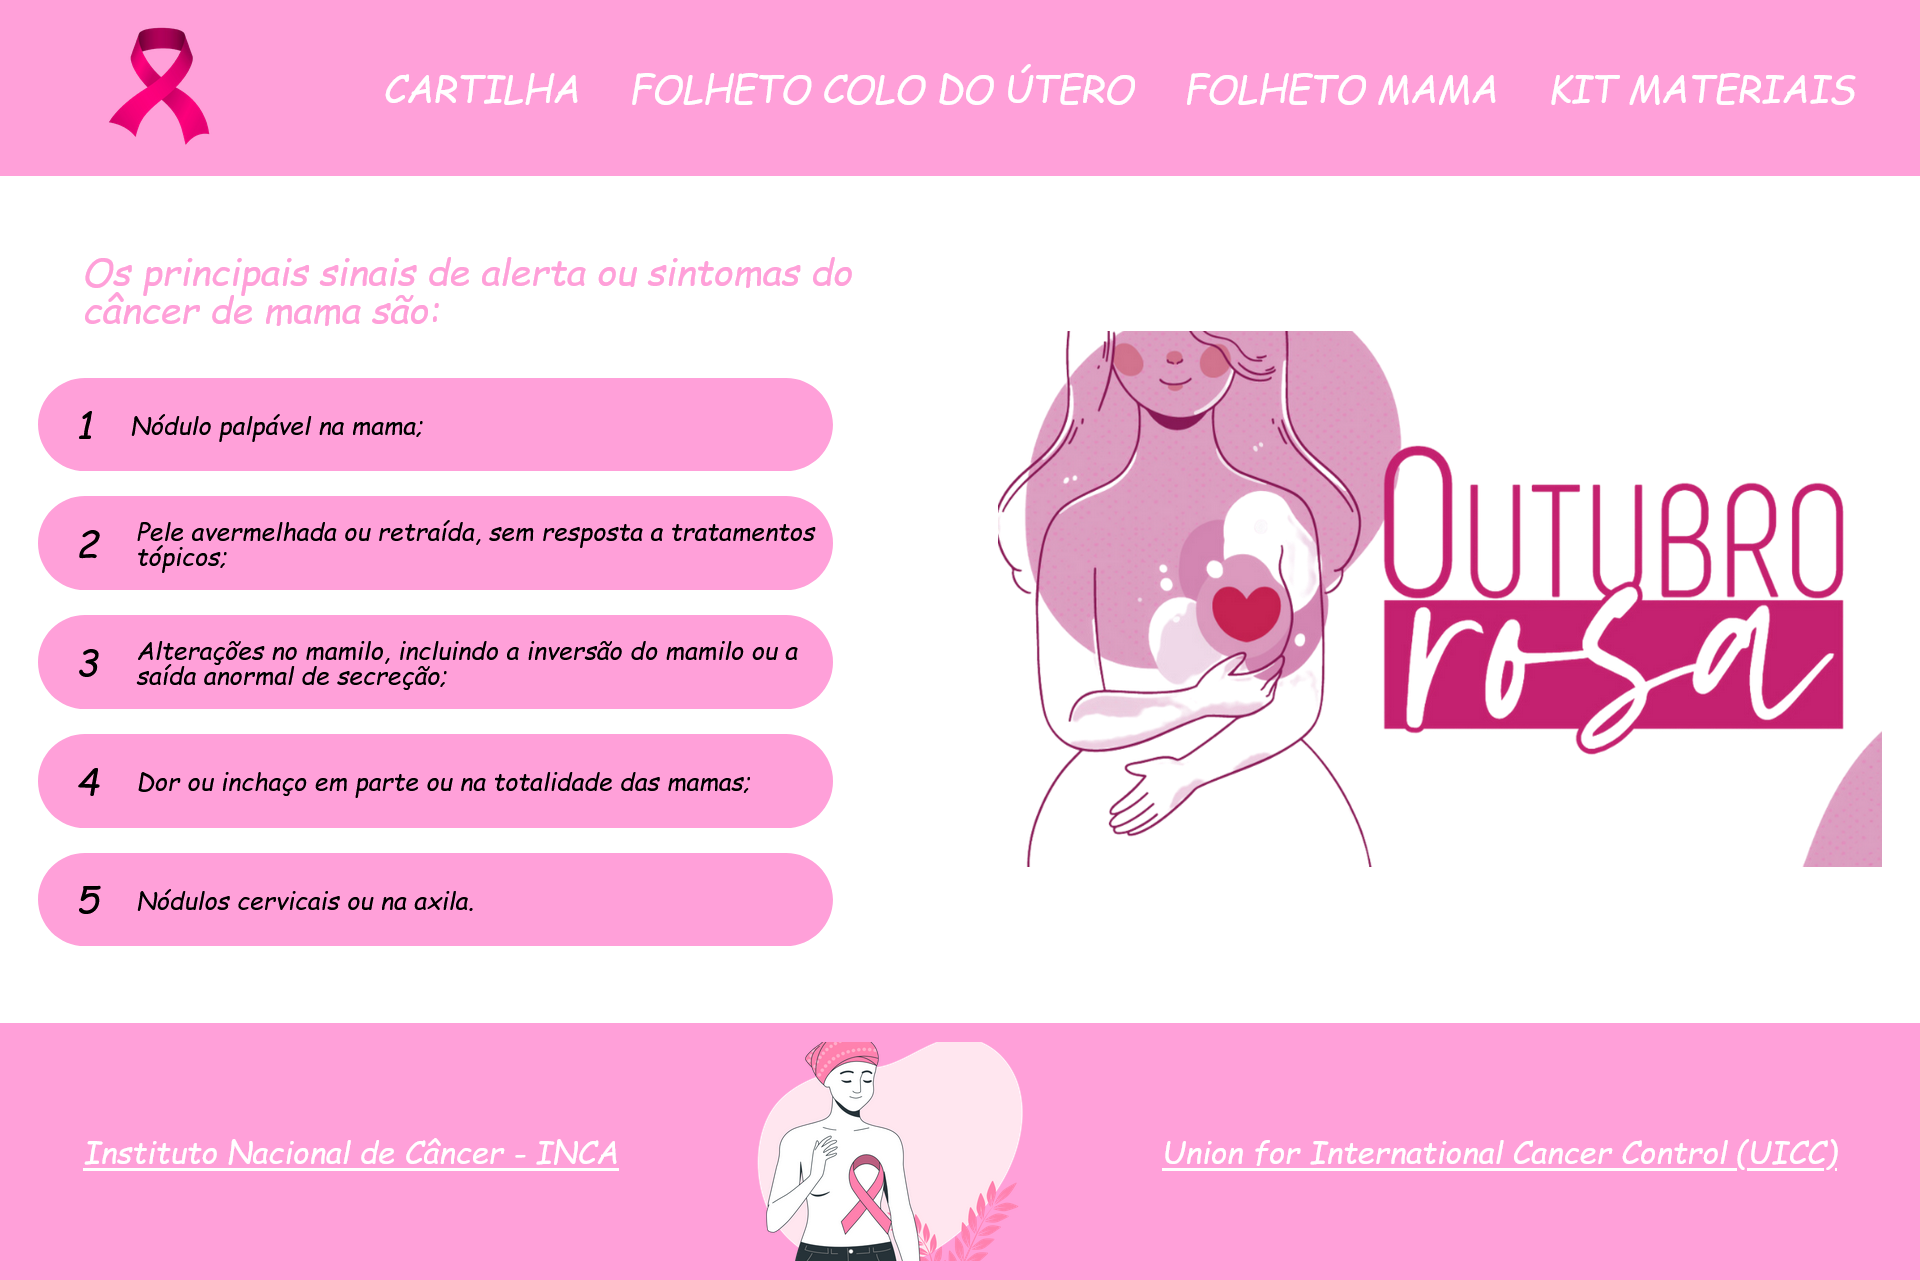 CARTILHA FOLHETO COLO DO ÚTERO FOLHETO MAMA KIT MATERIAIS
Os principais sinais de alerta ou sintomas do
câncer de mama são:
1 Nódulo palpável na mama;
2 Pele avermelhada ou retraída, sem resposta a tratamentos
tópicos;
3 Alterações no mamilo, incluindo a inversão do mamilo ou a
saída anormal de secreção;
4 Dor ou inchaço em parte ou na totalidade das mamas;
5 Nódulos cervicais ou na axila.
OUTUBRO
rosa
Instituto Nacional de Câncer - INCA
Union for International Cancer Control (UICC)